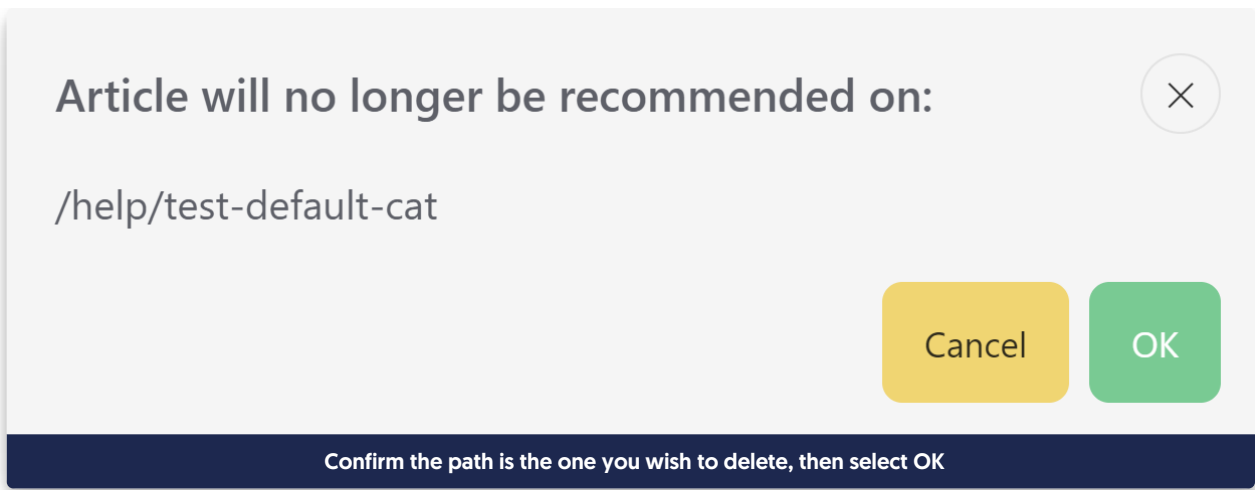 Article will no longer be recommended on:
/help/test-default-cat
Cancel OK
Confirm the path is the one you wish to delete, then select OK